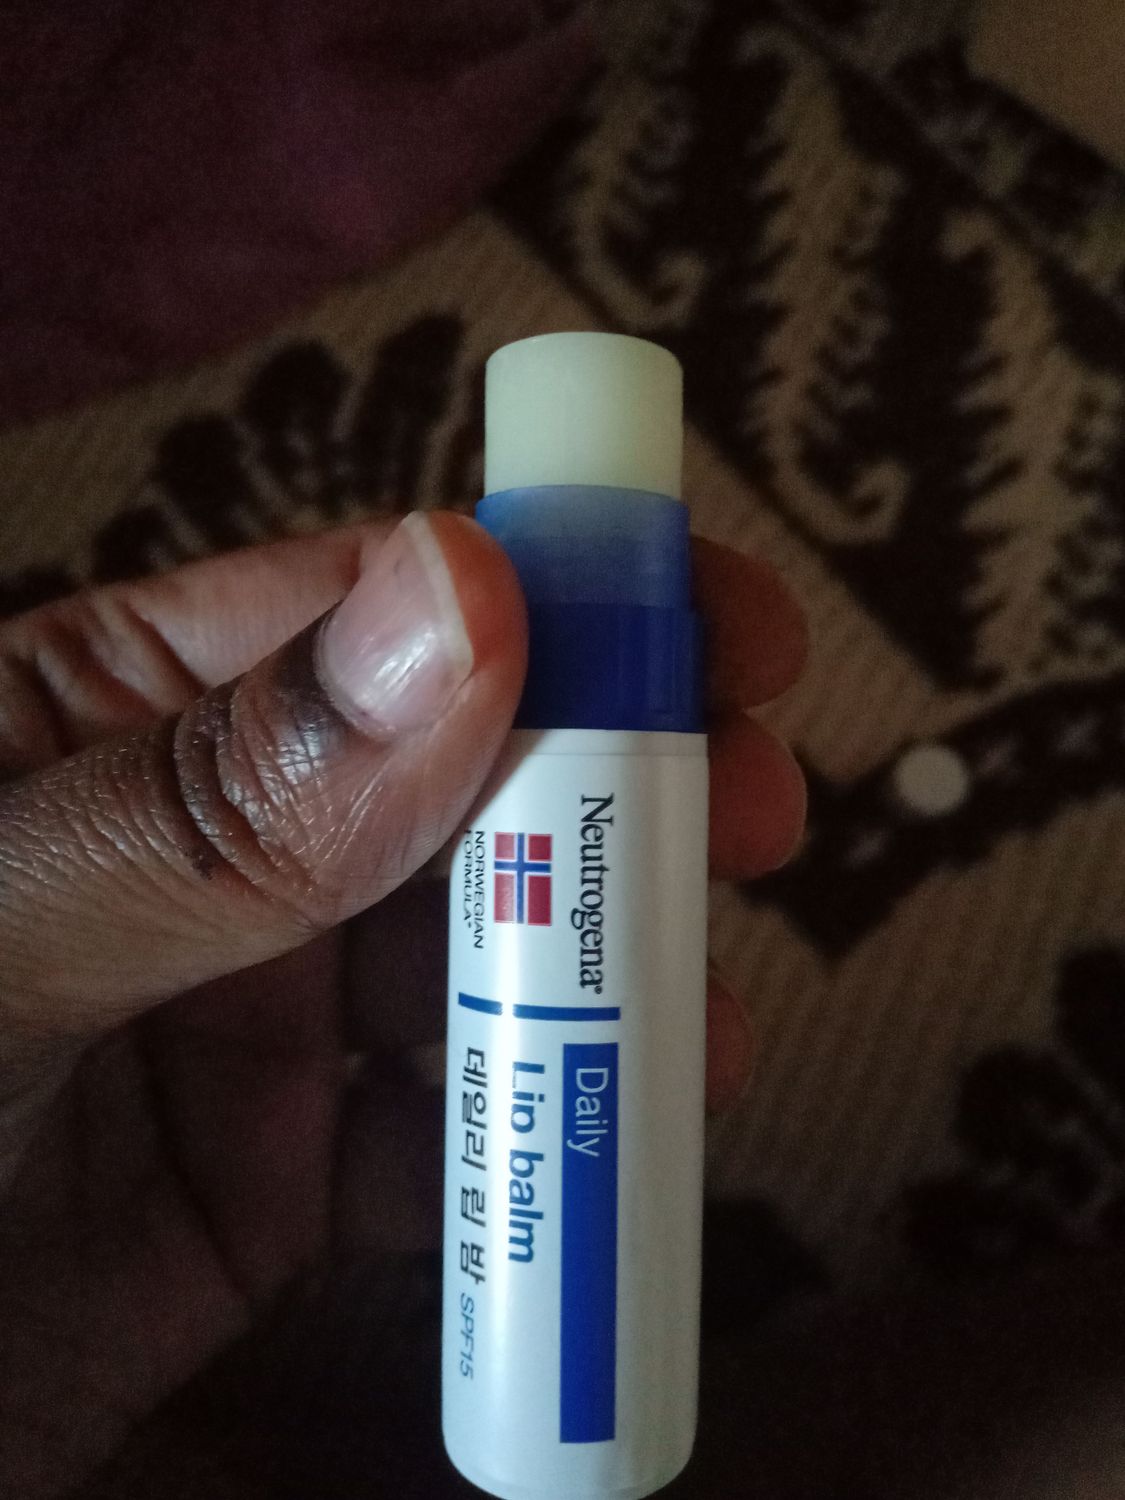 Neutrogena®
NORWEGIAN
FORMULA®
Daily
Lip balm
데일리 립 밤 SPF15